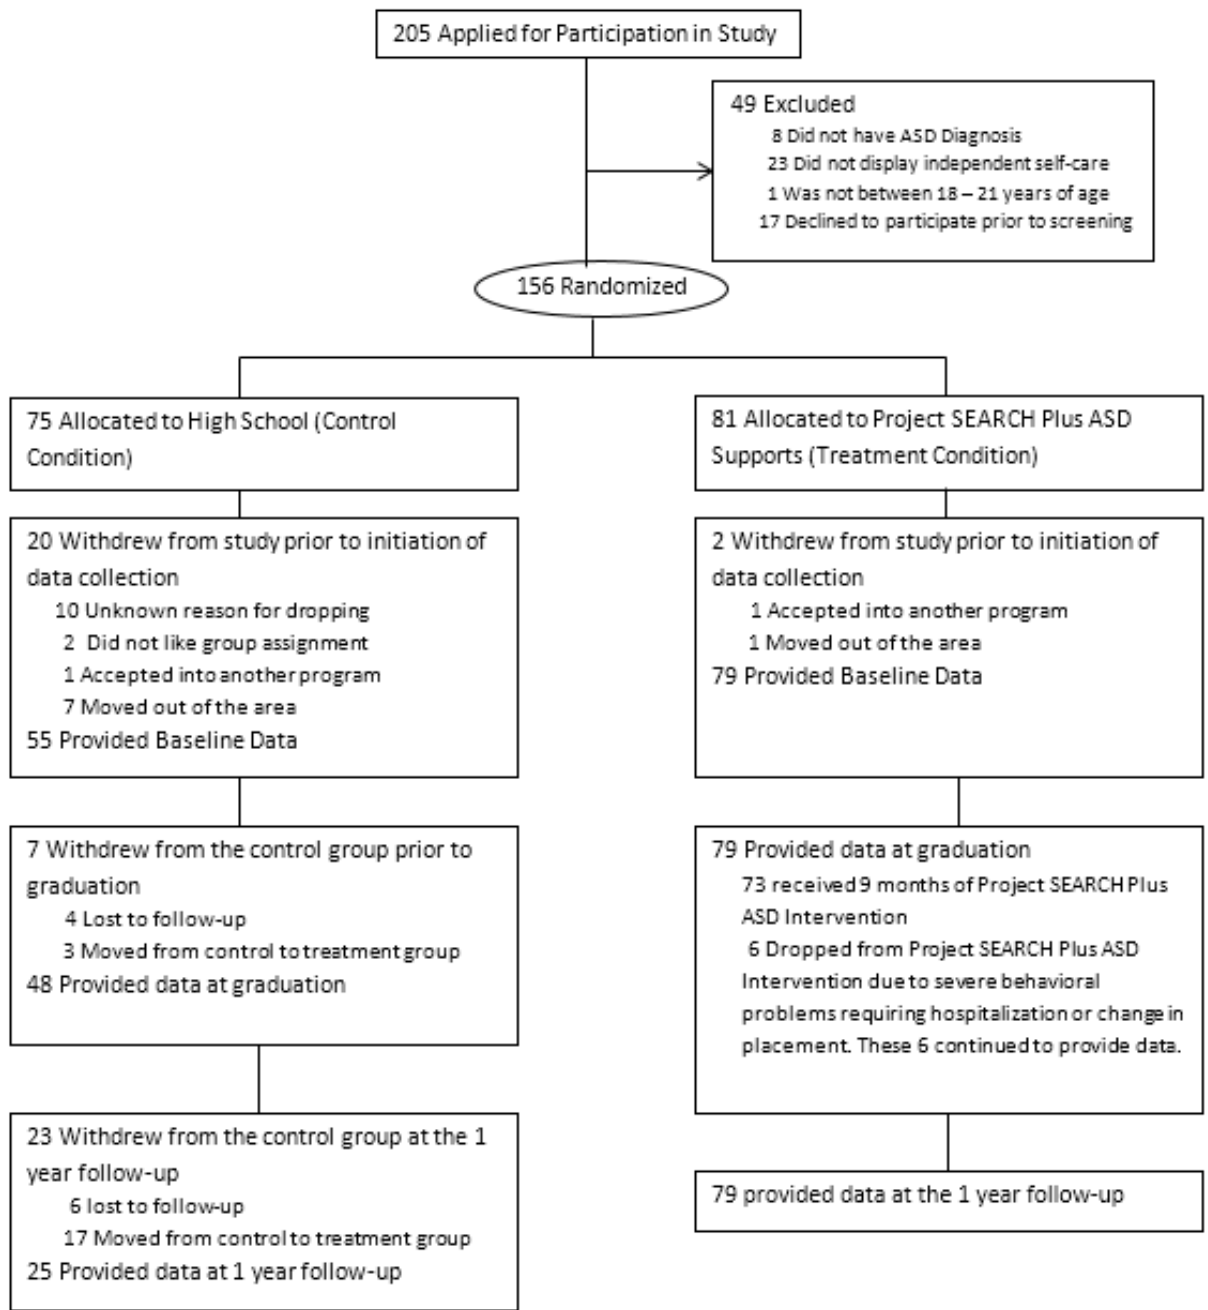 205 Applied for Participation in Study
49 Excluded
8 Did not have ASD Diagnosis
23 Did not display independent self-care
1 Was not between 18 – 21 years of age
17 Declined to participate prior to screening
156 Randomized
75 Allocated to High School (Control
Condition)
81 Allocated to Project SEARCH Plus ASD
Supports (Treatment Condition)
20 Withdrew from study prior to initiation of
data collection
10 Unknown reason for dropping
2 Did not like group assignment
1 Accepted into another program
7 Moved out of the area
55 Provided Baseline Data
2 Withdrew from study prior to initiation of
data collection
1 Accepted into another program
1 Moved out of the area
79 Provided Baseline Data
7 Withdrew from the control group prior to
graduation
4 Lost to follow-up
3 Moved from control to treatment group
48 Provided data at graduation
79 Provided data at graduation
73 received 9 months of Project SEARCH Plus
ASD Intervention
6 Dropped from Project SEARCH Plus ASD
Intervention due to severe behavioral
problems requiring hospitalization or change in
placement. These 6 continued to provide data.
23 Withdrew from the control group at the 1
year follow-up
6 lost to follow-up
17 Moved from control to treatment group
25 Provided data at 1 year follow-up
79 provided data at the 1 year follow-up